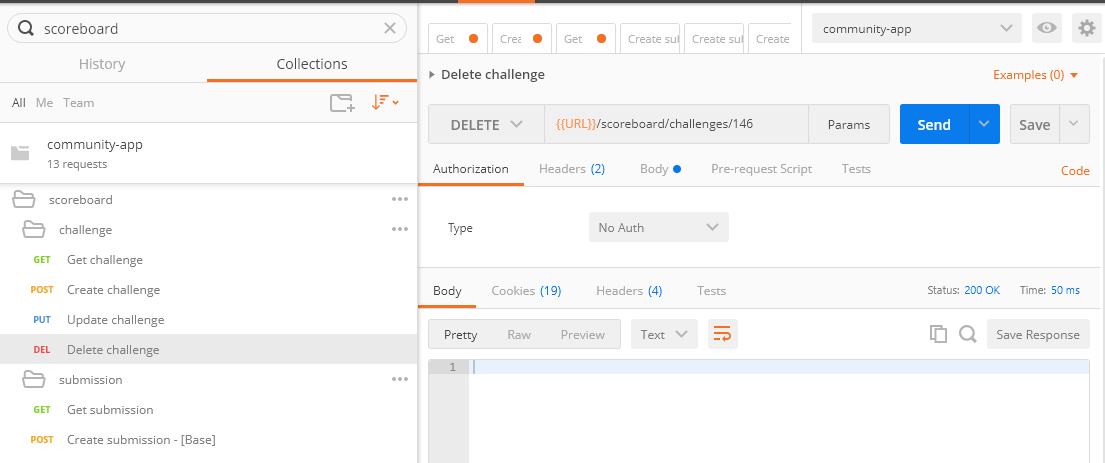 scoreboard
History
Collections
All Me Team
community-app
13 requests
scoreboard
challenge
GET Get challenge
POST Create challenge
PUT Update challenge
DEL Delete challenge
submission
GET Get submission
POST Create submission - [Base]
Get
Crea
Get
Create sul
Create sul
Create
community-app
Delete challenge
Examples (0)
DELETE
{{URL}}/scoreboard/challenges/146
Params
Send
Save
Authorization
Headers (2)
Body
Pre-request Script
Tests
Code
Type
No Auth
Body
Cookies (19)
Headers (4)
Tests
Status: 200 OK
Time: 50 ms
Pretty
Raw
Preview
Text
Save Response
1